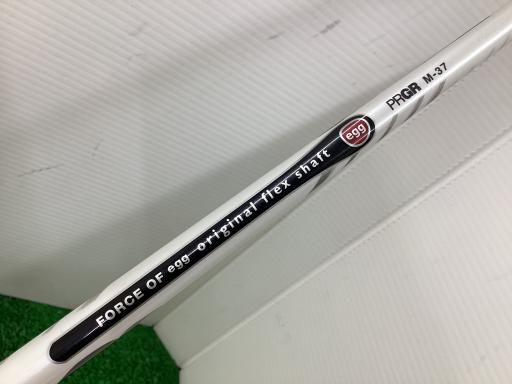 FORCE OF egg original flex shaft
egg
PRGR M-37